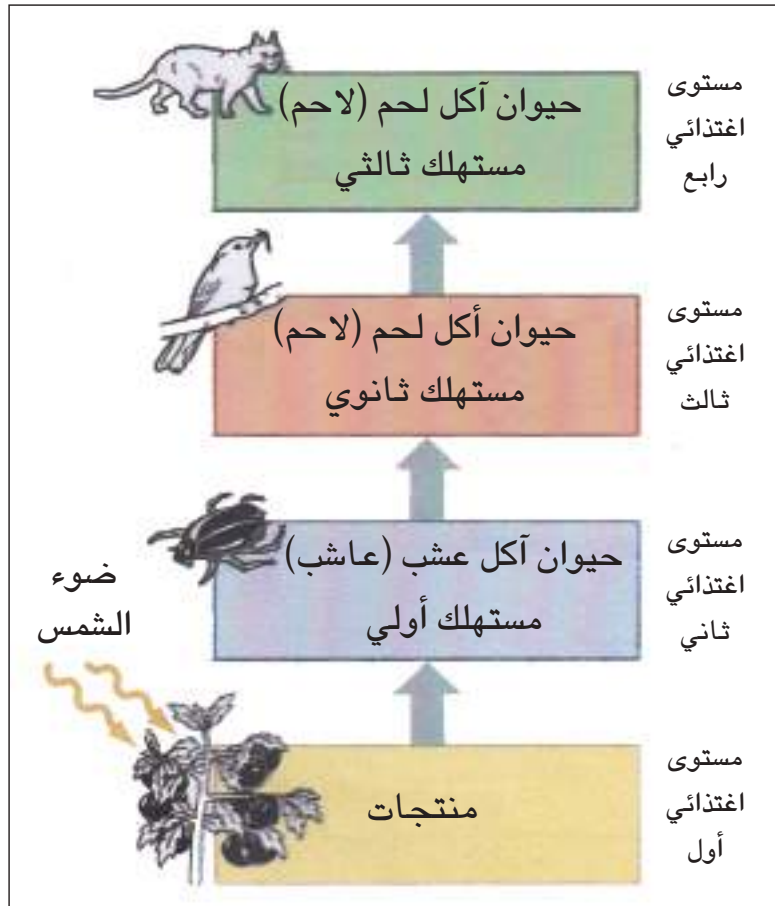 حيوان آكل لحم (لاحم)
مستهلك ثالثي
مستوى
اغتذائي
رابع
حيوان أكل لحم (لاحم)
مستهلك ثانوي
مستوى
اغتذائي
ثالث
حيوان آكل عشب (عاشب)
مستهلك أولي
مستوى
اغتذائي
ثاني
ضوء
الشمس
منتجات
مستوى
اغتذائي
أول